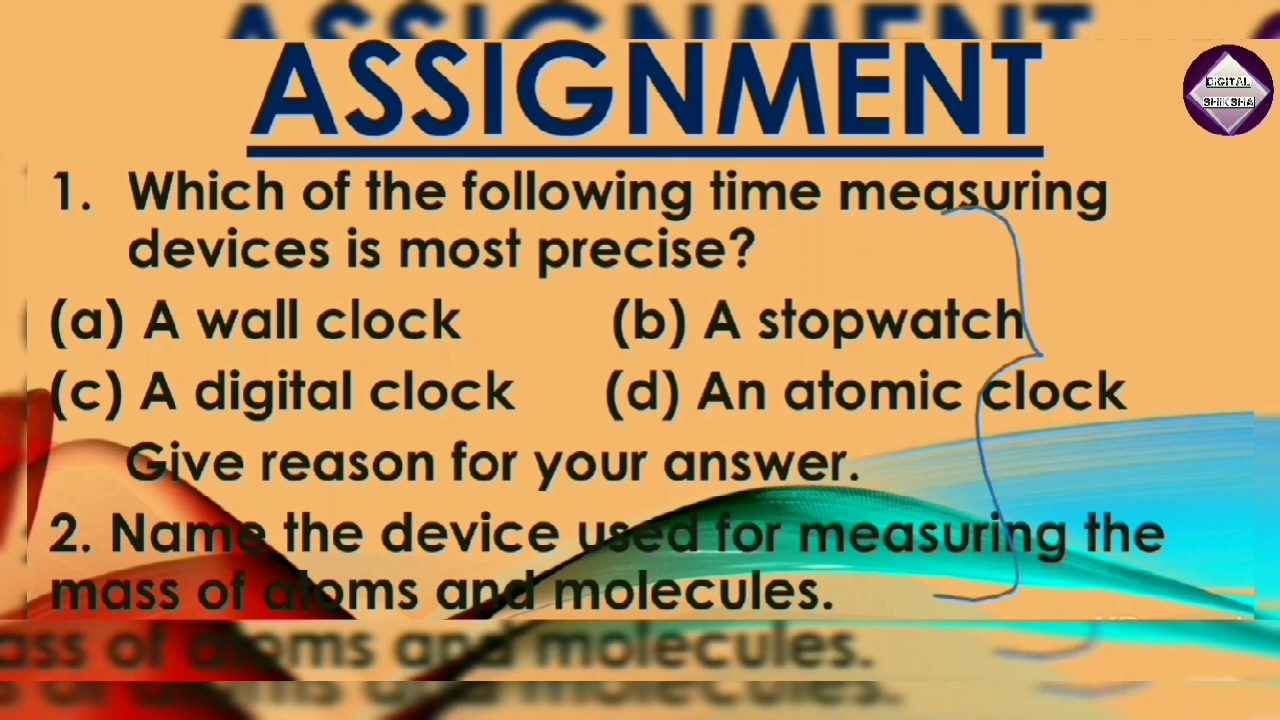 ASSIGNMENT
DIGITAL
SHIKSHA
1. Which of the following time measuring
devices is most precise?
(a) A wall clock (b) A stopwatch
(c) A digital clock (d) An atomic clock
Give reason for your answer.
2. Name the device used for measuring the
mass of atoms and molecules.